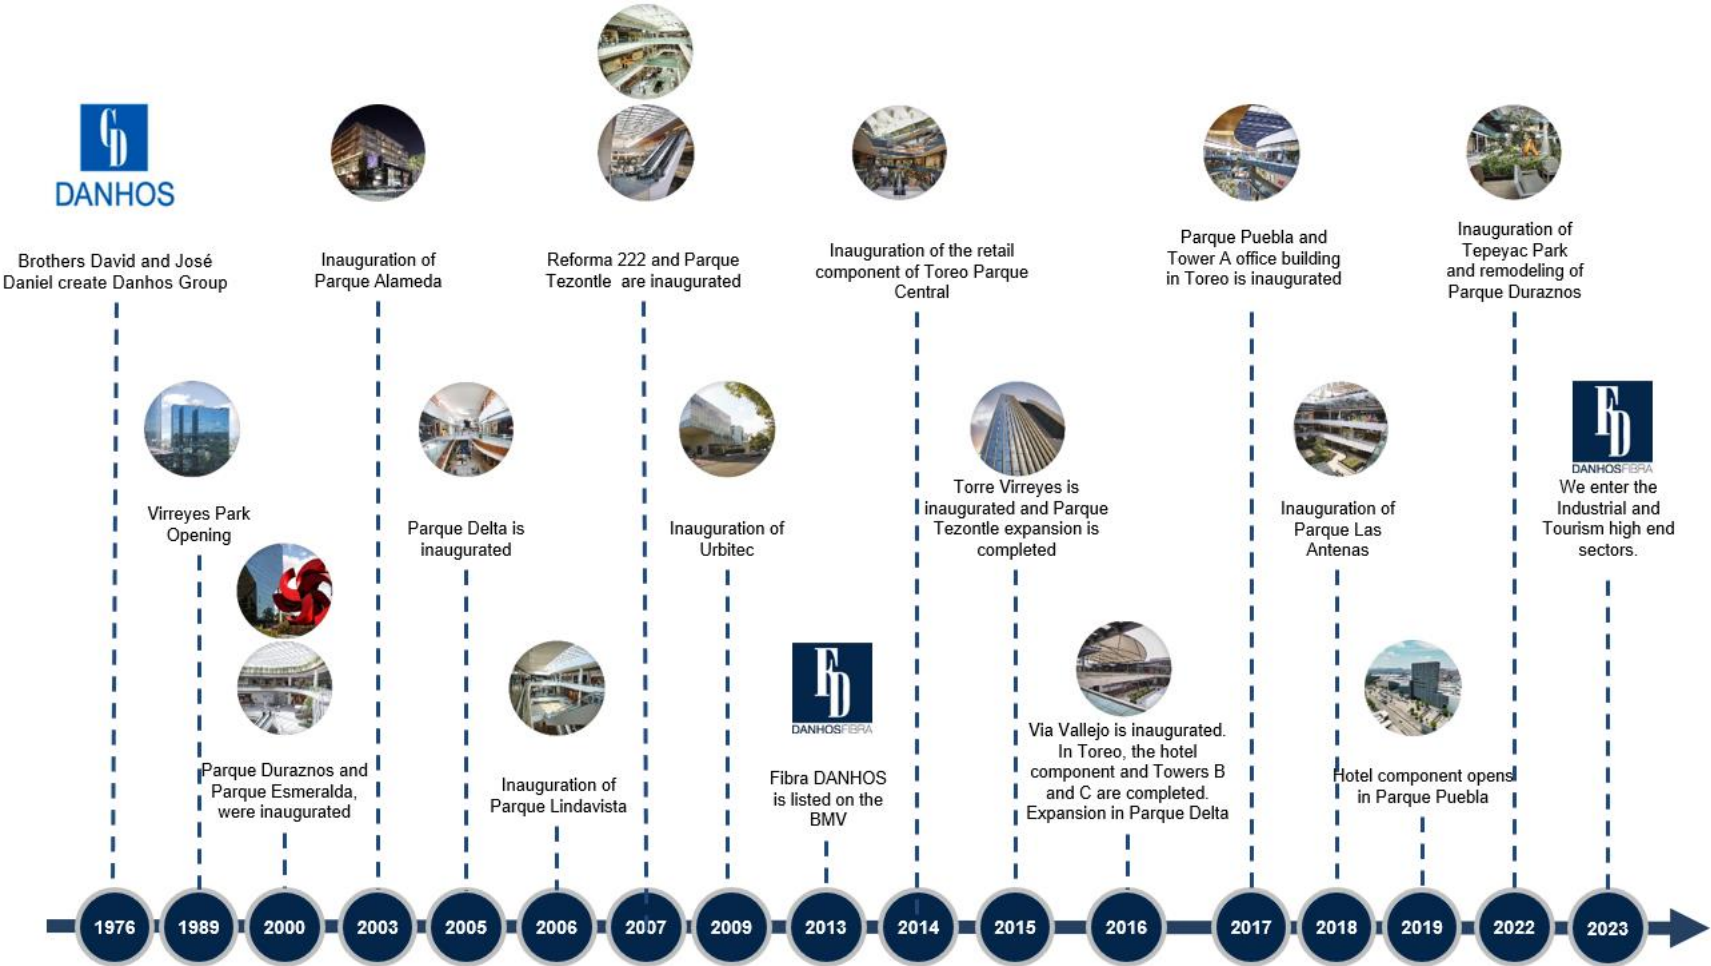 GD
DANHOS
Brothers David and José
Daniel create Danhos Group
Inauguration of
Parque Alameda
Reforma 222 and Parque
Tezontle are inaugurated
Inauguration of the retail
component of Toreo Parque
Central
Parque Puebla and
Tower A office building
in Toreo is inaugurated
Inauguration of
Tepeyac Park
and remodeling of
Parque Duraznos
Virreyes Park
Opening
Parque Delta is
inaugurated
Inauguration of
Urbitec
Torre Virreyes is
inaugurated and Parque
Tezontle expansion is
completed
Inauguration of
Parque Las
Antenas
FD
DANHOSFIBRA
We enter the
Industrial and
Tourism high end
sectors.
Parque Duraznos and
Parque Esmeralda,
were inaugurated
Inauguration of
Parque Lindavista
FD
DANHOSFIBRA
Fibra DANHOS
is listed on the
BMV
Via Vallejo is inaugurated.
In Toreo, the hotel
component and Towers B
and C are completed.
Expansion in Parque Delta
Hotel component opens
in Parque Puebla
1976
1989
2000
2003
2005
2006
2007
2009
2013
2014
2015
2016
2017
2018
2019
2022
2023